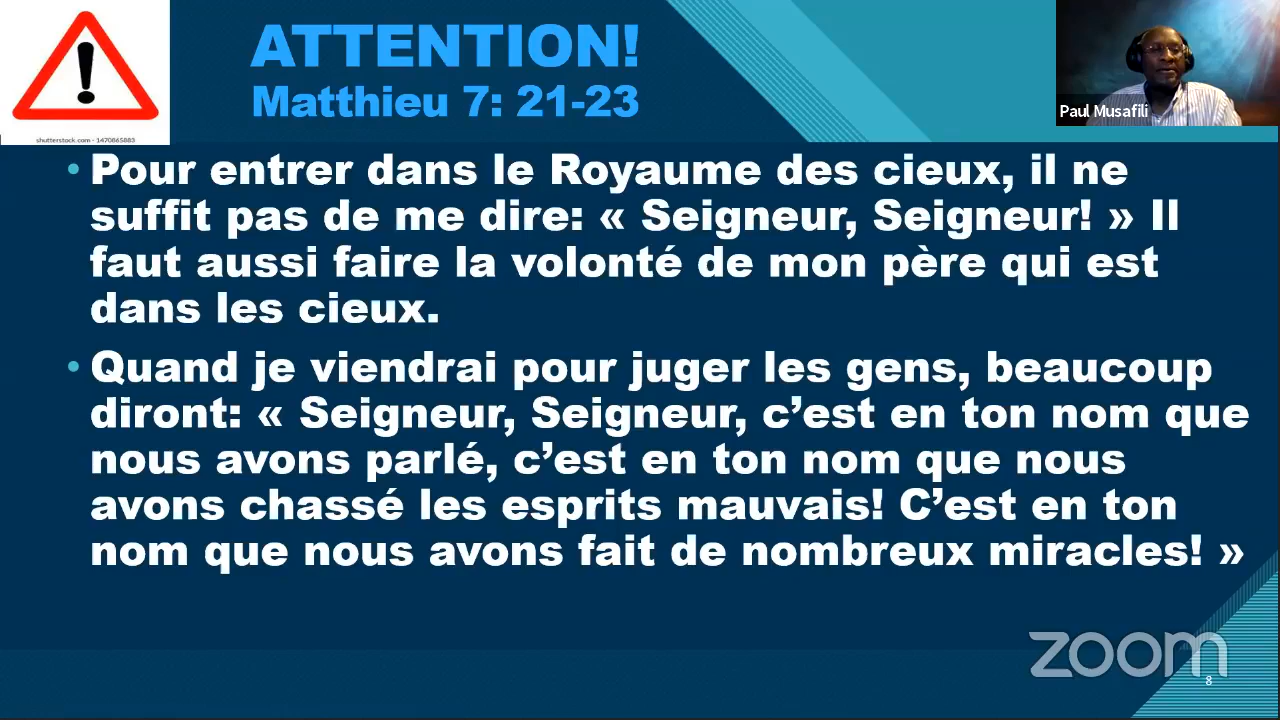 ATTENTION!
Matthieu 7: 21-23
shutterstock.com • 1470865883
Paul Musafili
• Pour entrer dans le Royaume des cieux, il ne
suffit pas de me dire: « Seigneur, Seigneur! » Il
faut aussi faire la volonté de mon père qui est
dans les cieux.
• Quand je viendrai pour juger les gens, beaucoup
diront: « Seigneur, Seigneur, c’est en ton nom que
nous avons parlé, c’est en ton nom que nous
avons chassé les esprits mauvais! C’est en ton
nom que nous avons fait de nombreux miracles! »
zoom
8